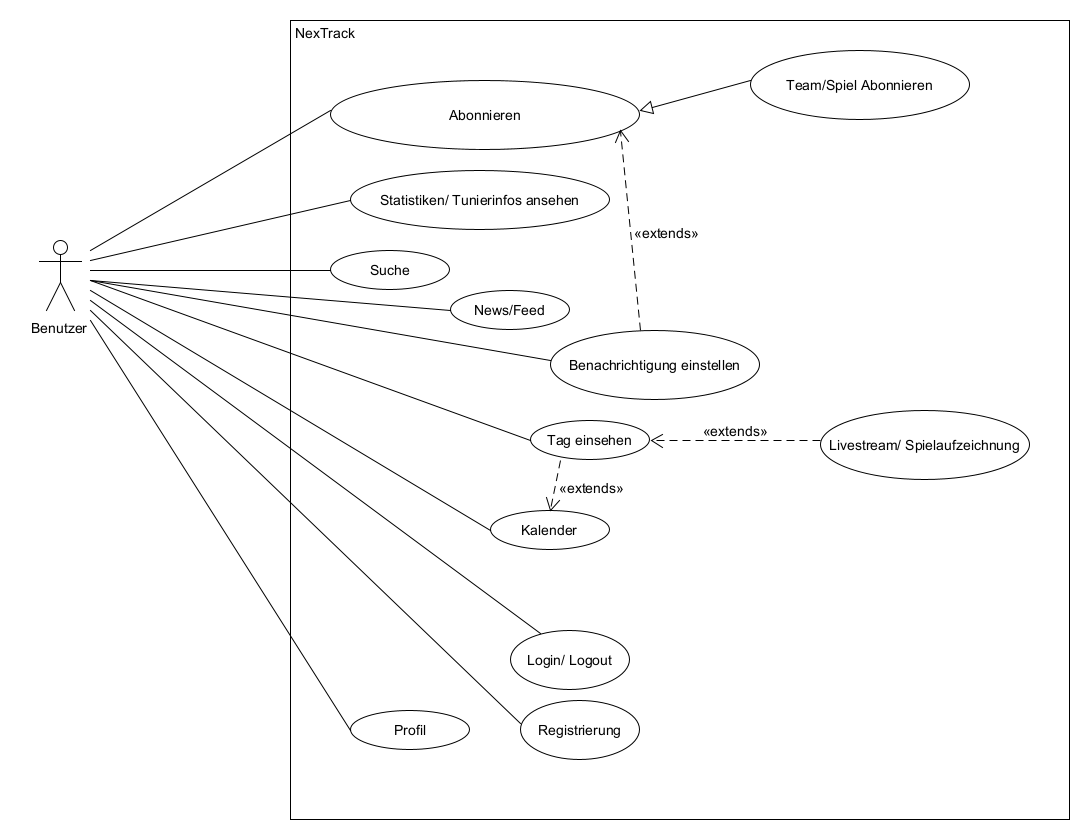 NexTrack
Team/Spiel Abonnieren
Abonnieren
Statistiken/ Tunierinfos ansehen
«extends»
Suche
News/Feed
Benutzer
Benachrichtigung einstellen
«extends»
Tag einsehen
Livestream/ Spielaufzeichnung
«extends»
Kalender
Login/ Logout
Profil
Registrierung